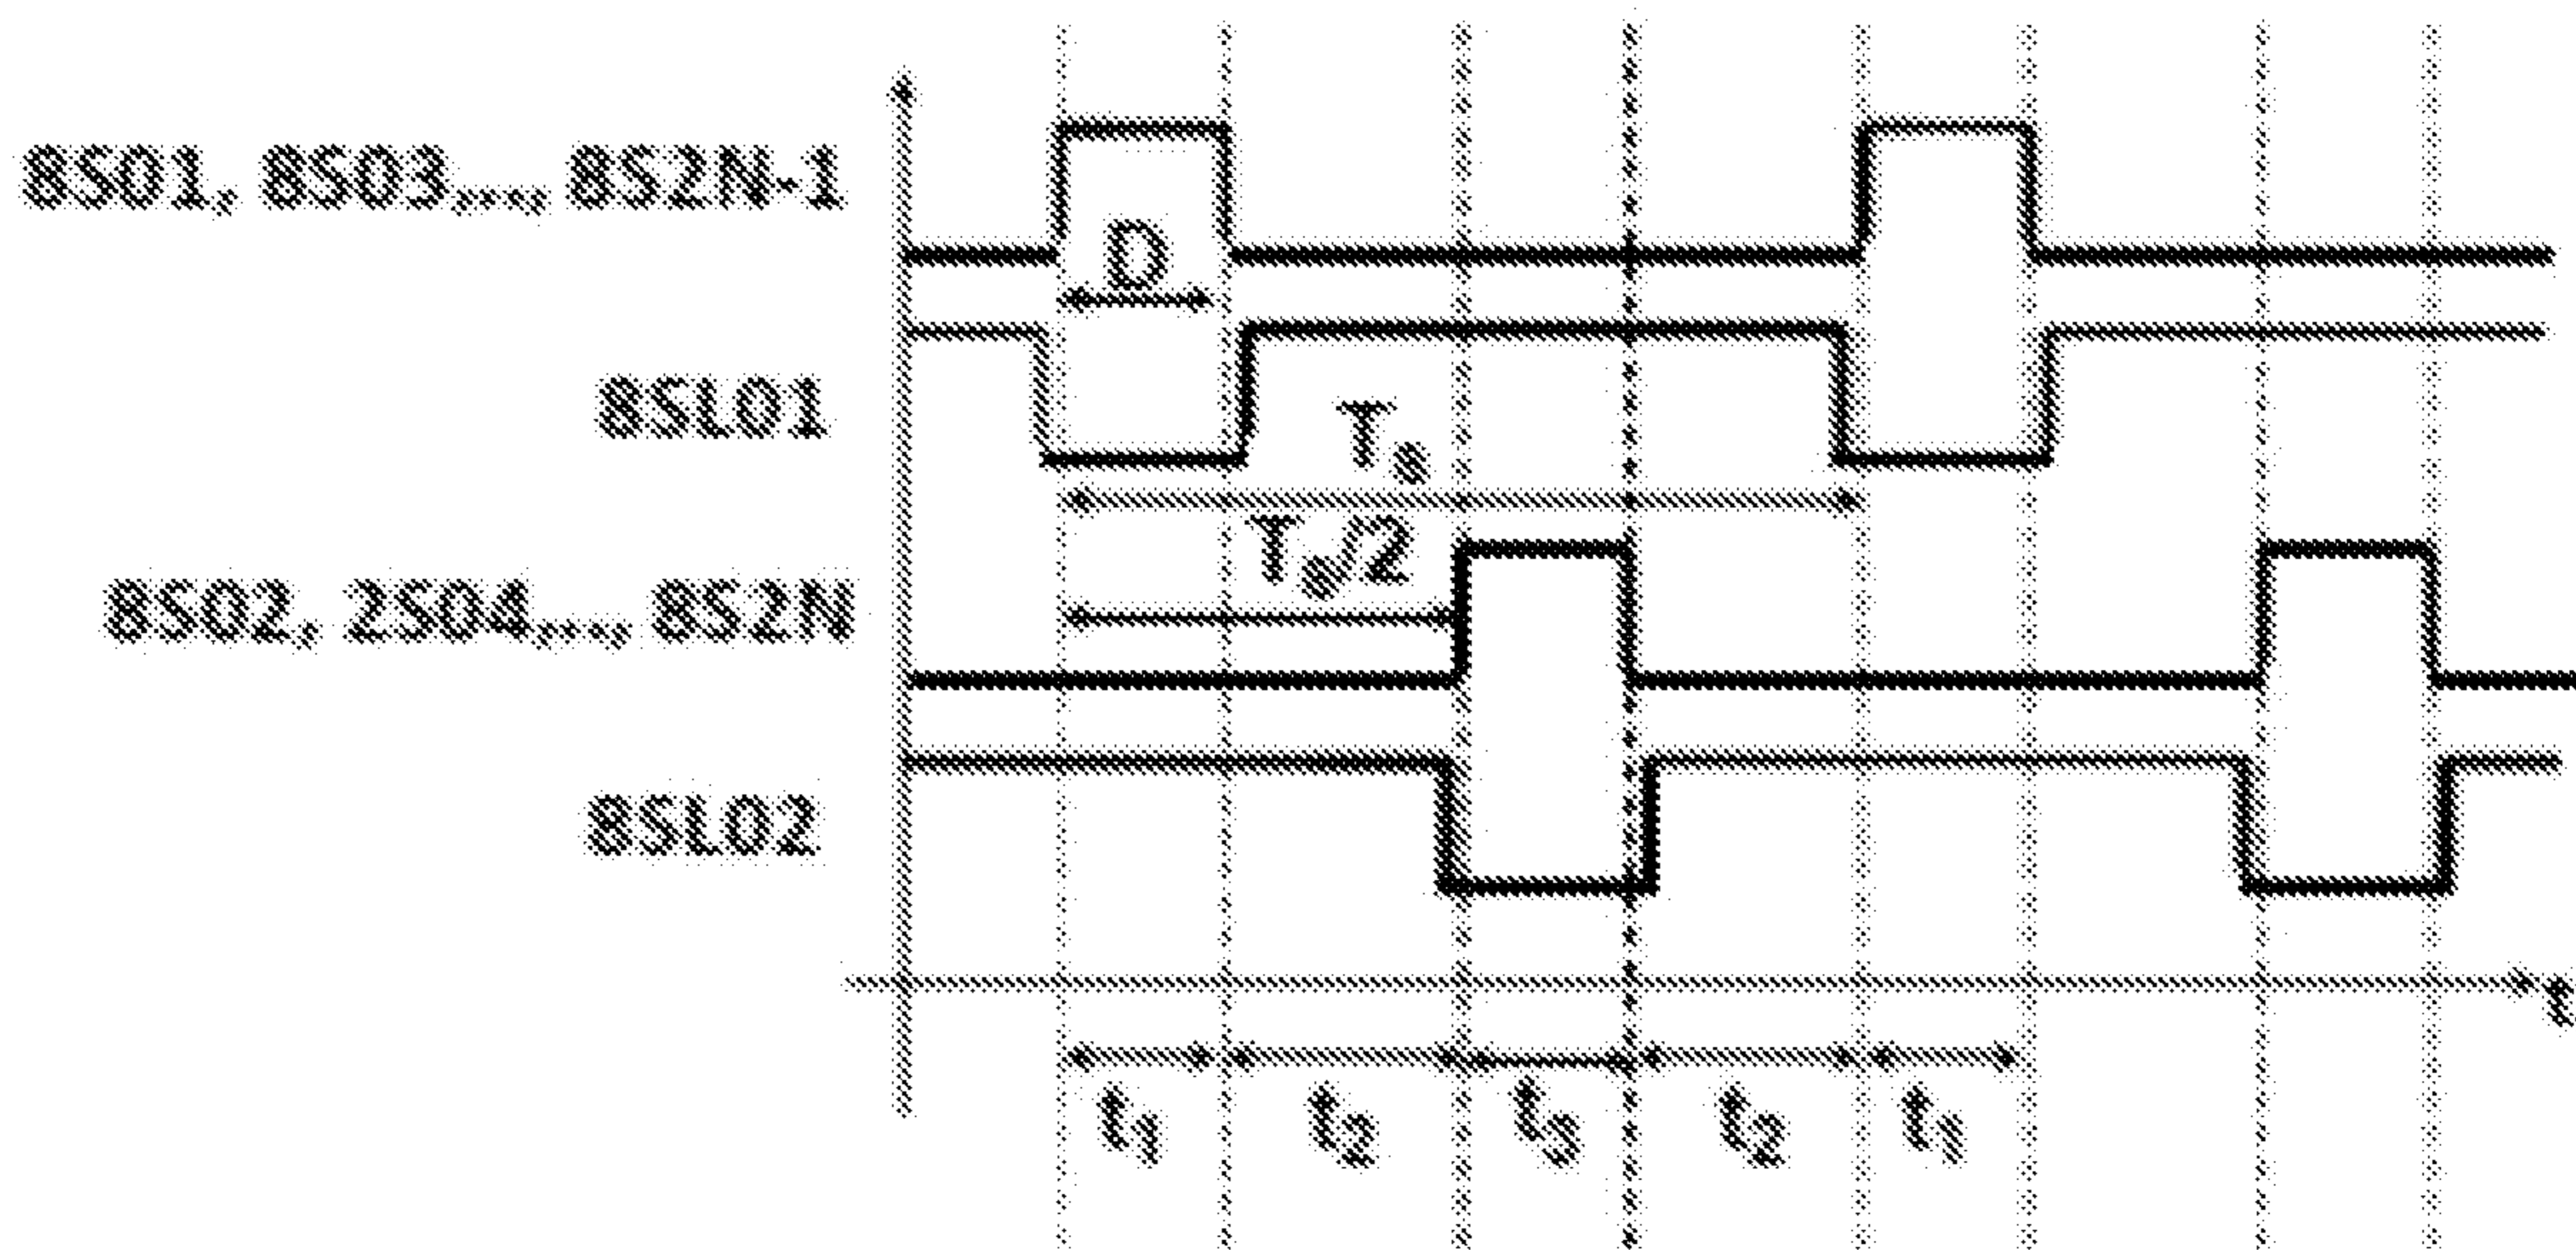 8S01, 8S03,..., 8S2N-1
D
8SL01
Ts
Ts/2
8S02, 2S04,..., 8S2N
8SL02
t
t1 t2 t3 t2 t1